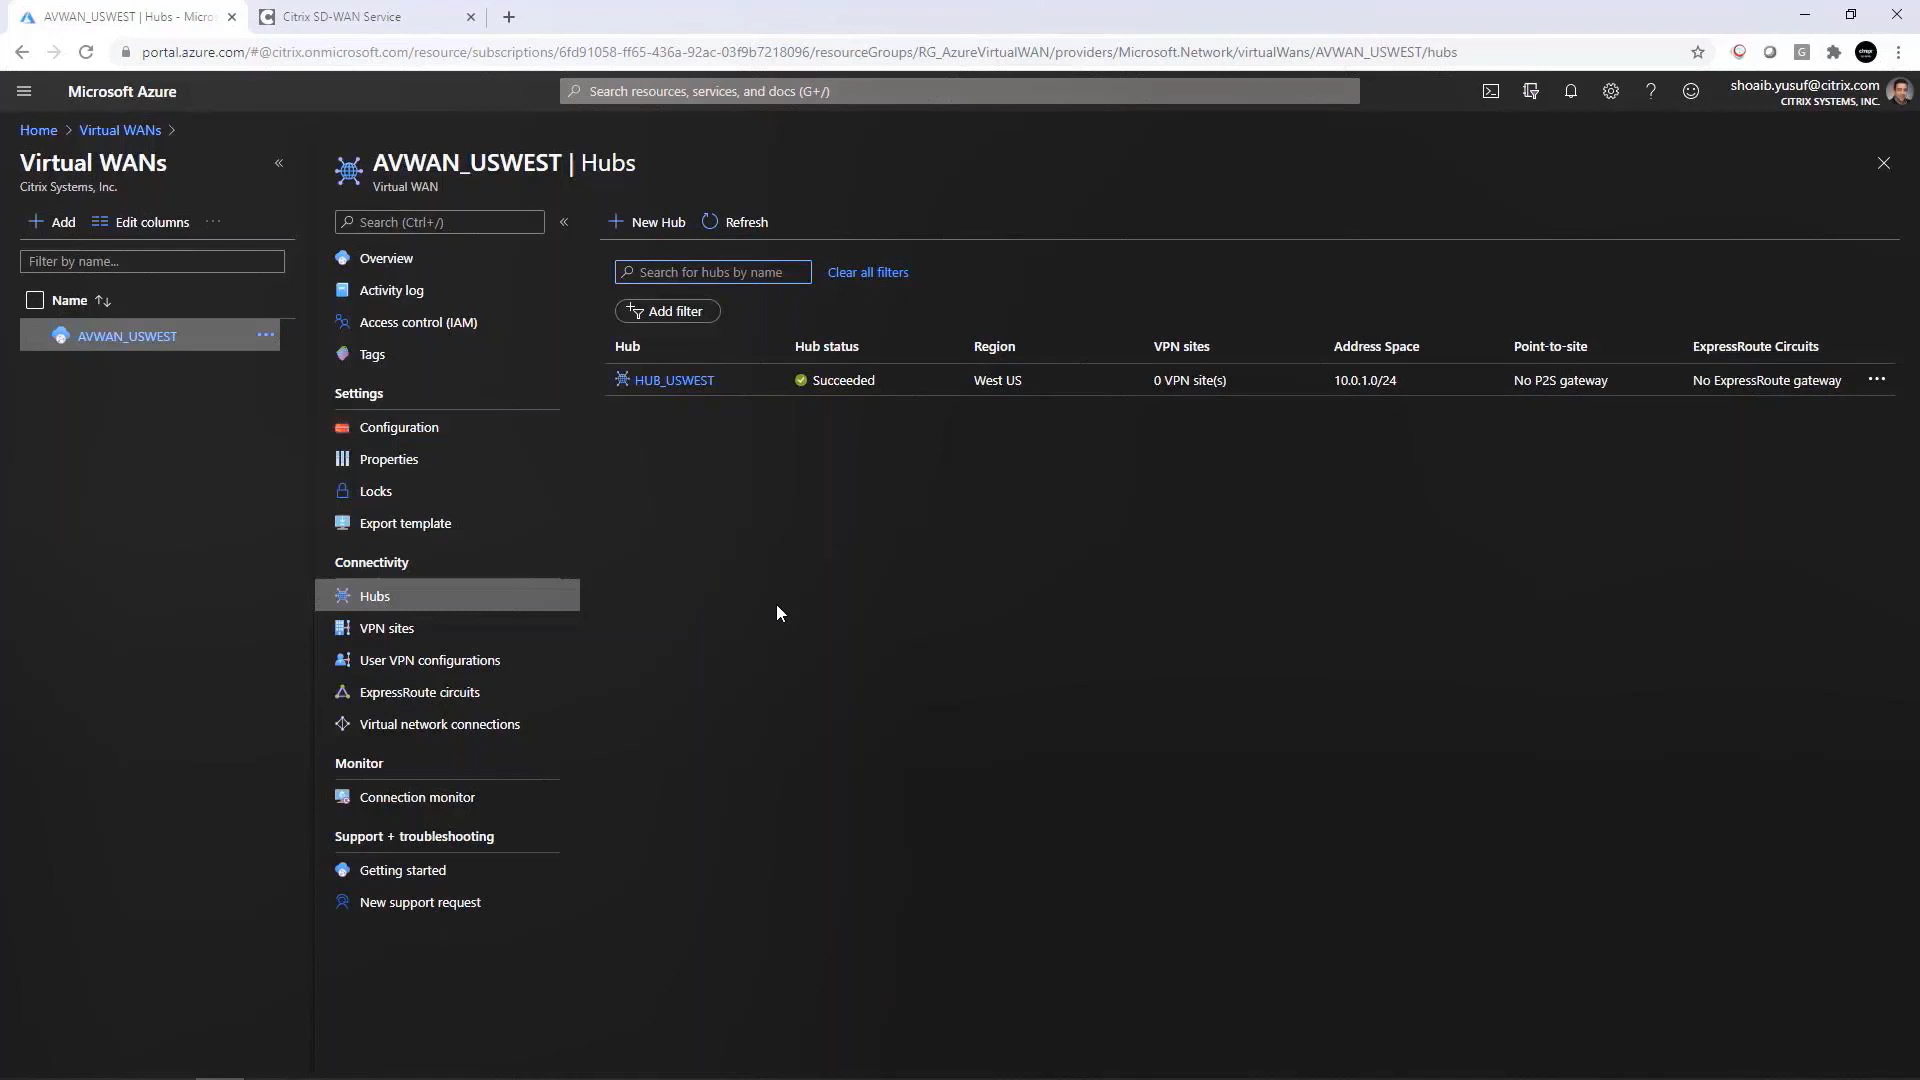 AVWAN_USWEST | Hubs - Micros
Citrix SD-WAN Service
portal.azure.com/#@citrix.onmicrosoft.com/resource/subscriptions/6fd91058-ff65-436a-92ac-03f9b7218096/resourceGroups/RG_AzureVirtualWAN/providers/Microsoft.Network/virtualWans/AVWAN_USWEST/hubs
Microsoft Azure
Search resources, services, and docs (G+/)
shoaib.yusuf@citrix.com
CITRIX SYSTEMS, INC.
Home > Virtual WANs >
Virtual WANs
Citrix Systems, Inc.
+ Add Edit columns ...
Filter by name...
Name ↑↓
AVWAN_USWEST ...
AVWAN_USWEST | Hubs
Virtual WAN
Search (Ctrl+/)
Overview
Activity log
Access control (IAM)
Tags
Settings
Configuration
Properties
Locks
Export template
Connectivity
Hubs
VPN sites
User VPN configurations
ExpressRoute circuits
Virtual network connections
Monitor
Connection monitor
Support + troubleshooting
Getting started
New support request
+ New Hub Refresh
Search for hubs by name Clear all filters
Add filter
Hub Hub status Region VPN sites Address Space Point-to-site ExpressRoute Circuits
HUB_USWEST Succeeded West US 0 VPN site(s) 10.0.1.0/24 No P2S gateway No ExpressRoute gateway ...